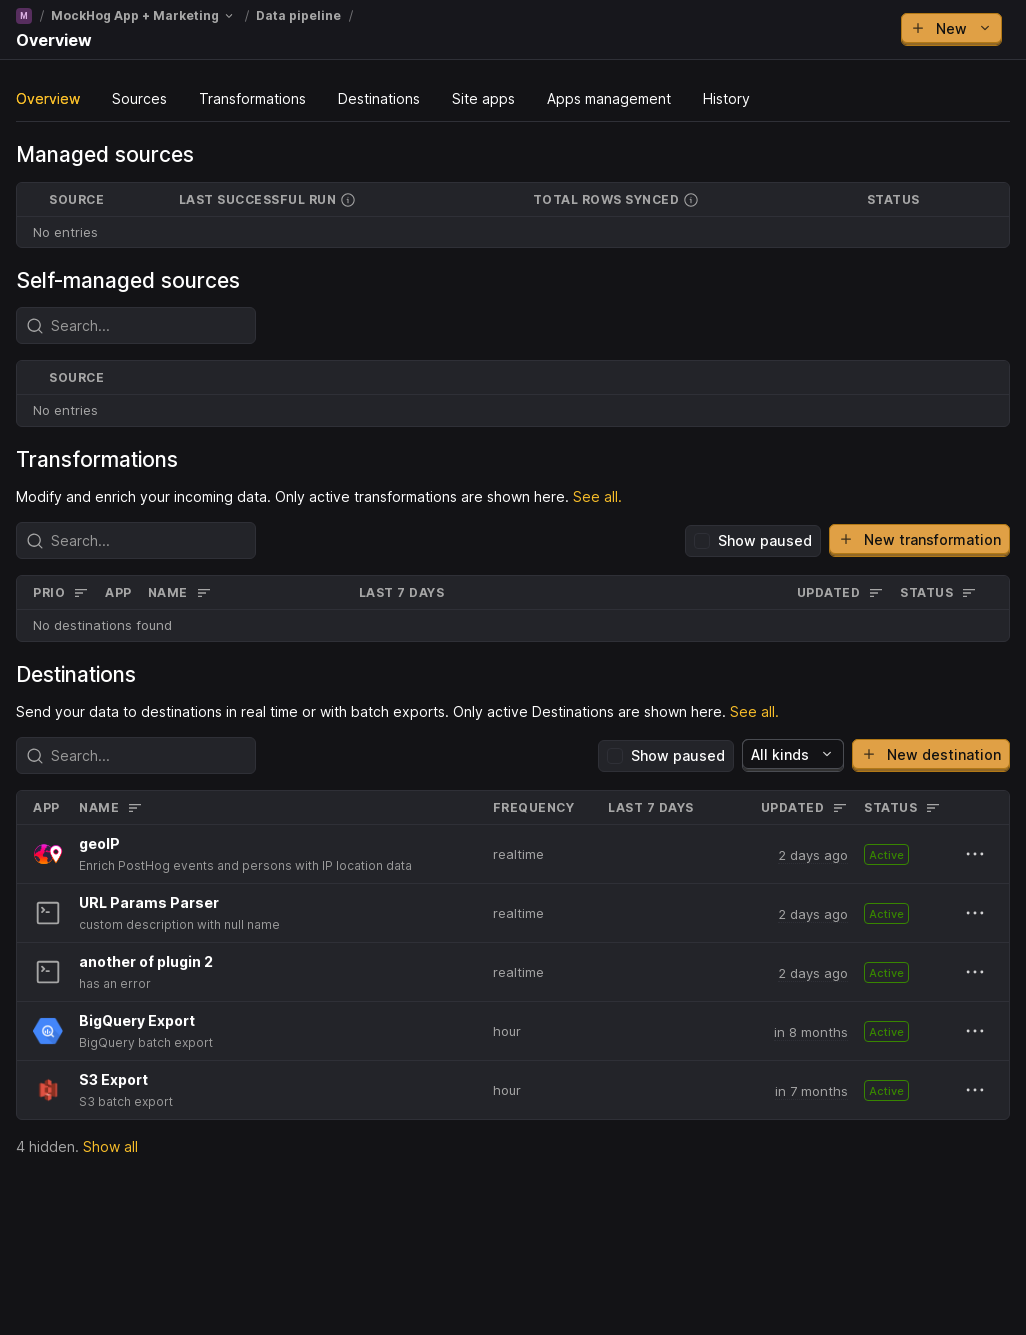 M / MockHog App + Marketing / Data pipeline /
Overview
New
Overview Sources Transformations Destinations Site apps Apps management History
Managed sources
SOURCE LAST SUCCESSFUL RUN TOTAL ROWS SYNCED STATUS
No entries
Self-managed sources
Search...
SOURCE
No entries
Transformations
Modify and enrich your incoming data. Only active transformations are shown here. See all.
Search... Show paused New transformation
PRIO APP NAME LAST 7 DAYS UPDATED STATUS
No destinations found
Destinations
Send your data to destinations in real time or with batch exports. Only active Destinations are shown here. See all.
Search... Show paused All kinds New destination
APP NAME FREQUENCY LAST 7 DAYS UPDATED STATUS
geoIP
Enrich PostHog events and persons with IP location data realtime 2 days ago Active
URL Params Parser
custom description with null name realtime 2 days ago Active
another of plugin 2
has an error realtime 2 days ago Active
BigQuery Export
BigQuery batch export hour in 8 months Active
S3 Export
S3 batch export hour in 7 months Active
4 hidden. Show all